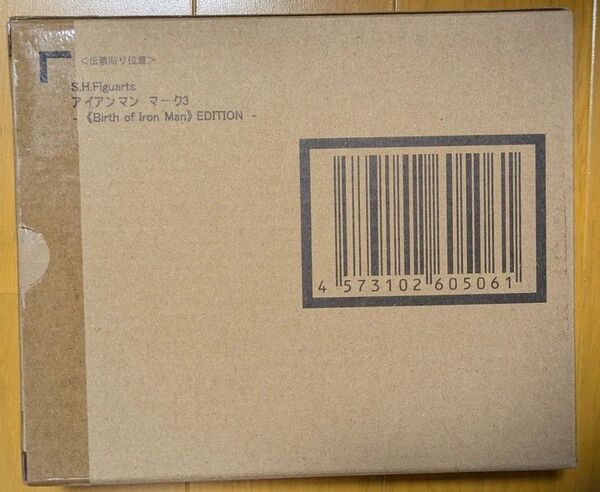 <伝票貼り位置>
S.H.Figuarts
アイアンマン マーク3
- 《Birth of Iron Man》 EDITION -
4 573102 605061